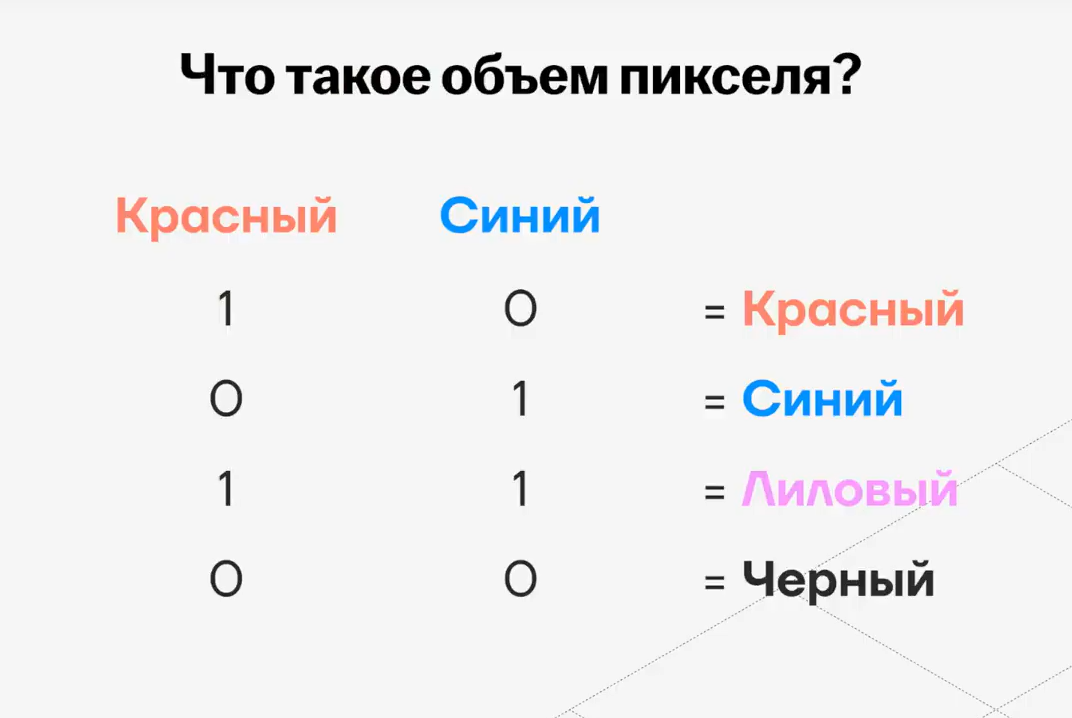 Что такое объем пикселя?
Красный Синий
1 0 = Красный
0 1 = Синий
1 1 = Лиловый
0 0 = Черный